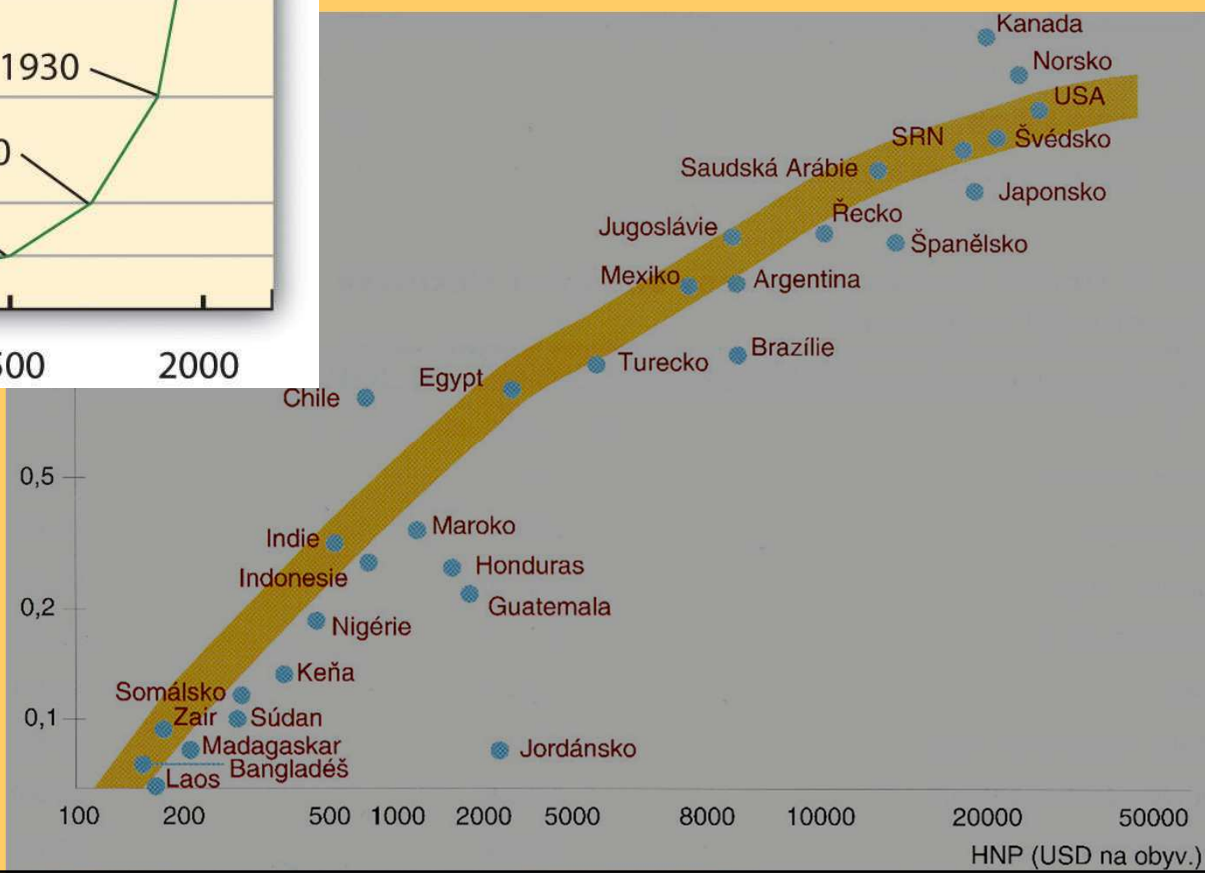 1930
2000
Kanada
Norsko
USA
SRN
Švédsko
Saudská Arábie
Japonsko
Řecko
Jugoslávie
Španělsko
Mexiko
Argentina
Brazílie
Turecko
Egypt
Chile
0,5
Maroko
Indie
Honduras
Indonesie
Guatemala
0,2
Nigérie
Keňa
Somálsko
0,1
Zair
Súdan
Madagaskar
Jordánsko
Bangladéš
Laos
100 200 500 1000 2000 5000 8000 10000 20000 50000
HNP (USD na obyv.)